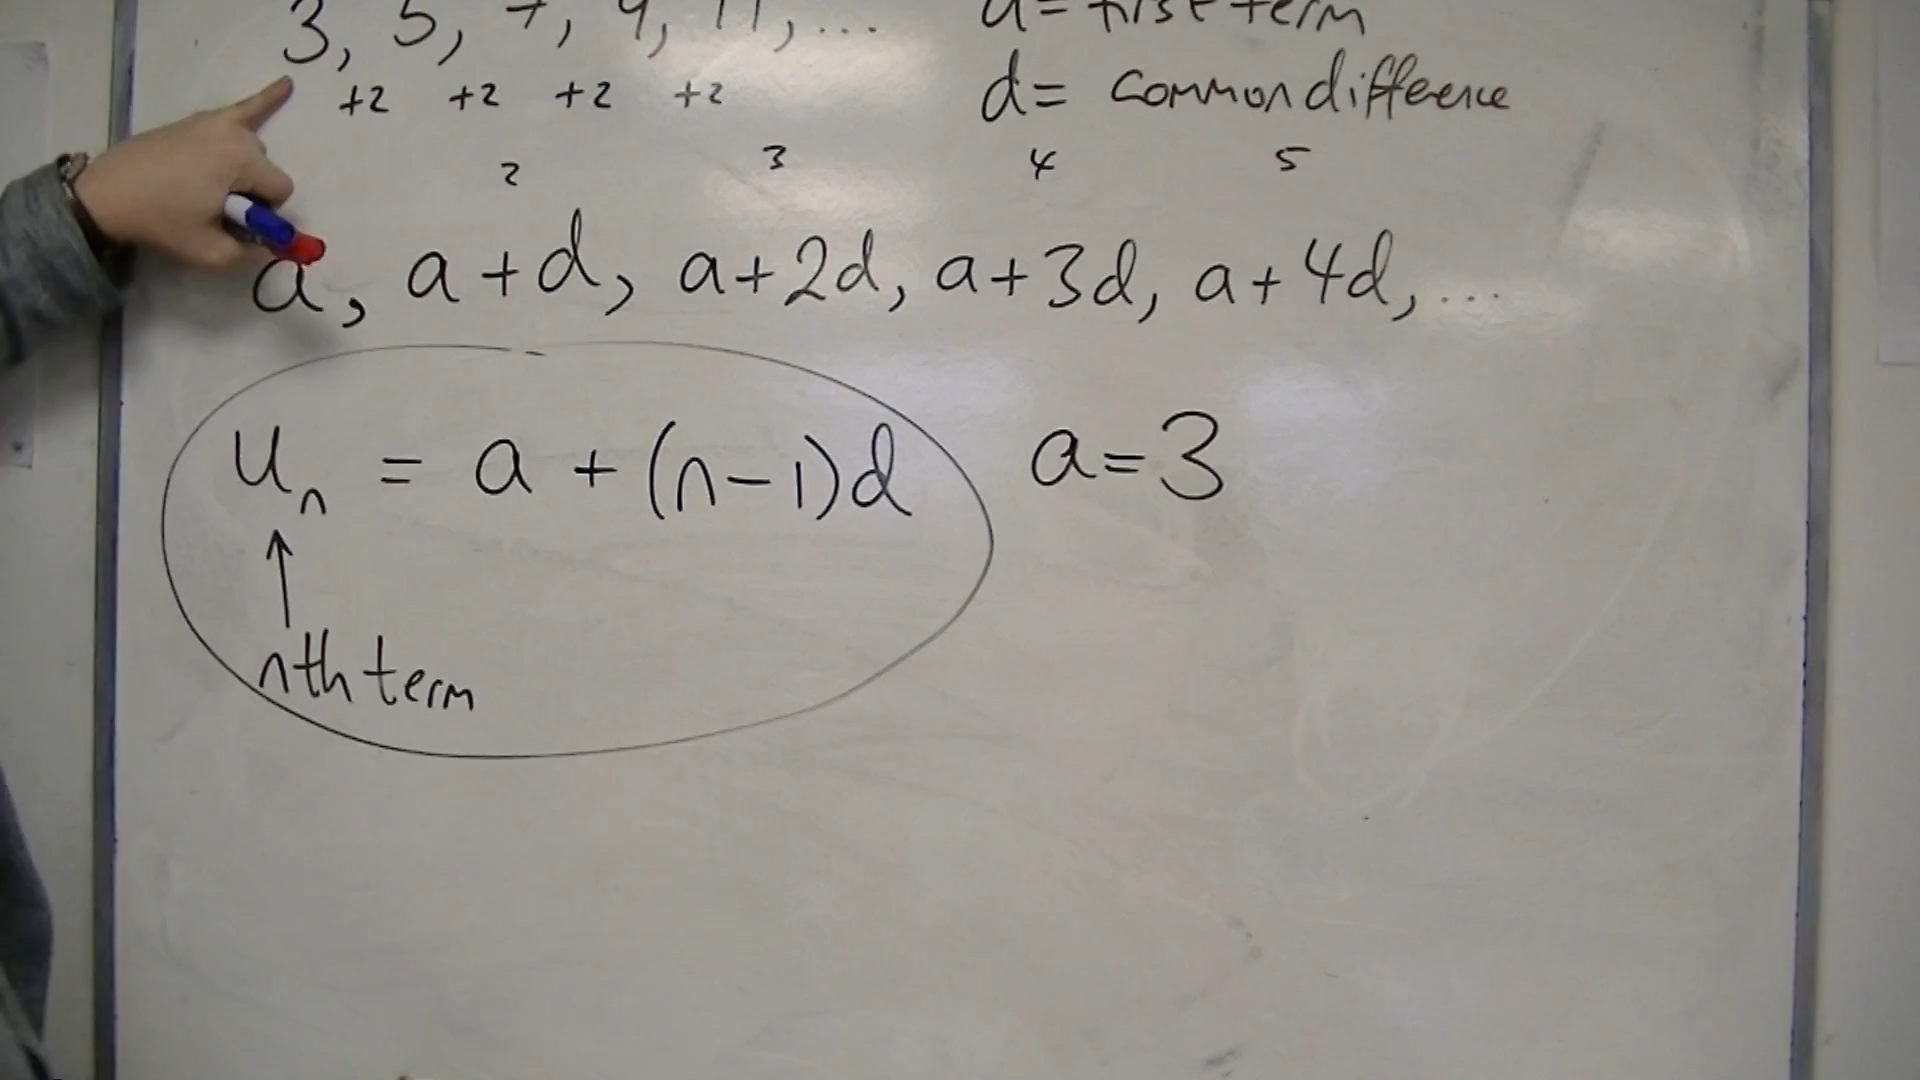 3, 5, 7, 9, 11, ... a = first term
+2 +2 +2 +2 d = common difference
2 3 4 5
a, a + d, a + 2d, a + 3d, a + 4d, ...
u_n = a + (n-1)d a = 3
↑
nth term